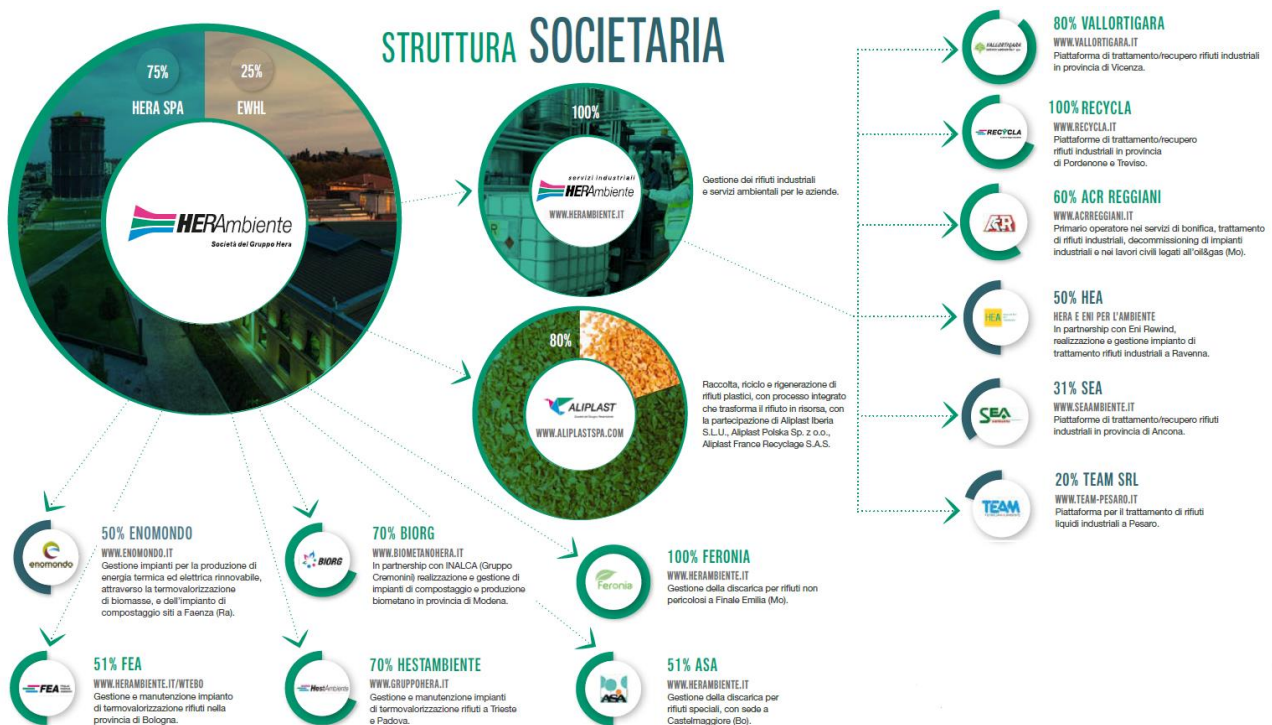 STRUTTURA SOCIETARIA
75%
HERA SPA
25%
EWHL
HERAmbiente
Società del Gruppo Hera
100%
servizi industriali
HERAmbiente
WWW.HERAMBIENTE.IT
Gestione dei rifiuti industriali
e servizi ambientali per le aziende.
80%
ALIPLAST
WWW.ALIPLASTSPA.COM
Raccolta, riciclo e rigenerazione di
rifiuti plastici, con processo integrato
che trasforma il rifiuto in risorsa, con
la partecipazione di Aliplast Iberia
S.L.U., Aliplast Polska Sp. z o.o.,
Aliplast France Recyclage S.A.S.
VALLORTIGARA
80% VALLORTIGARA
WWW.VALLORTIGARA.IT
Piattaforma di trattamento/recupero rifiuti industriali
in provincia di Vicenza.
RECYCLA
100% RECYCLA
WWW.RECYCLA.IT
Piattaforme di trattamento/recupero
rifiuti industriali in provincia
di Pordenone e Treviso.
ACR
60% ACR REGGIANI
WWW.ACRREGGIANI.IT
Primario operatore nei servizi di bonifica, trattamento
di rifiuti industriali, decommissioning di impianti
industriali e nei lavori civili legati all'oil&gas (Mo).
HEA
50% HEA
HERA E ENI PER L'AMBIENTE
In partnership con Eni Rewind,
realizzazione e gestione impianto di
trattamento rifiuti industriali a Ravenna.
SEA
31% SEA
WWW.SEAAMBIENTE.IT
Piattaforme di trattamento/recupero rifiuti
industriali in provincia di Ancona.
TEAM
20% TEAM SRL
WWW.TEAM-PESARO.IT
Piattaforma per il trattamento di rifiuti
liquidi industriali a Pesaro.
enomondo
50% ENOMONDO
WWW.ENOMONDO.IT
Gestione impianti per la produzione di
energia termica ed elettrica rinnovabile,
attraverso la termovalorizzazione
di biomasse, e dell'impianto di
compostaggio siti a Faenza (Ra).
BIORG
70% BIORG
WWW.BIOMETANOHERA.IT
In partnership con INALCA (Gruppo
Cremonini) realizzazione e gestione di
impianti di compostaggio e produzione
biometano in provincia di Modena.
Feronia
100% FERONIA
WWW.HERAMBIENTE.IT
Gestione della discarica per rifiuti non
pericolosi a Finale Emilia (Mo).
FEA
51% FEA
WWW.HERAMBIENTE.IT/WTEBO
Gestione e manutenzione impianto
di termovalorizzazione rifiuti nella
provincia di Bologna.
HestAmbiente
70% HESTAMBIENTE
WWW.GRUPPOHERA.IT
Gestione e manutenzione impianti
di termovalorizzazione rifiuti a Trieste
e Padova.
ASA
51% ASA
WWW.HERAMBIENTE.IT
Gestione della discarica per
rifiuti speciali, con sede a
Castelmaggiore (Bo).